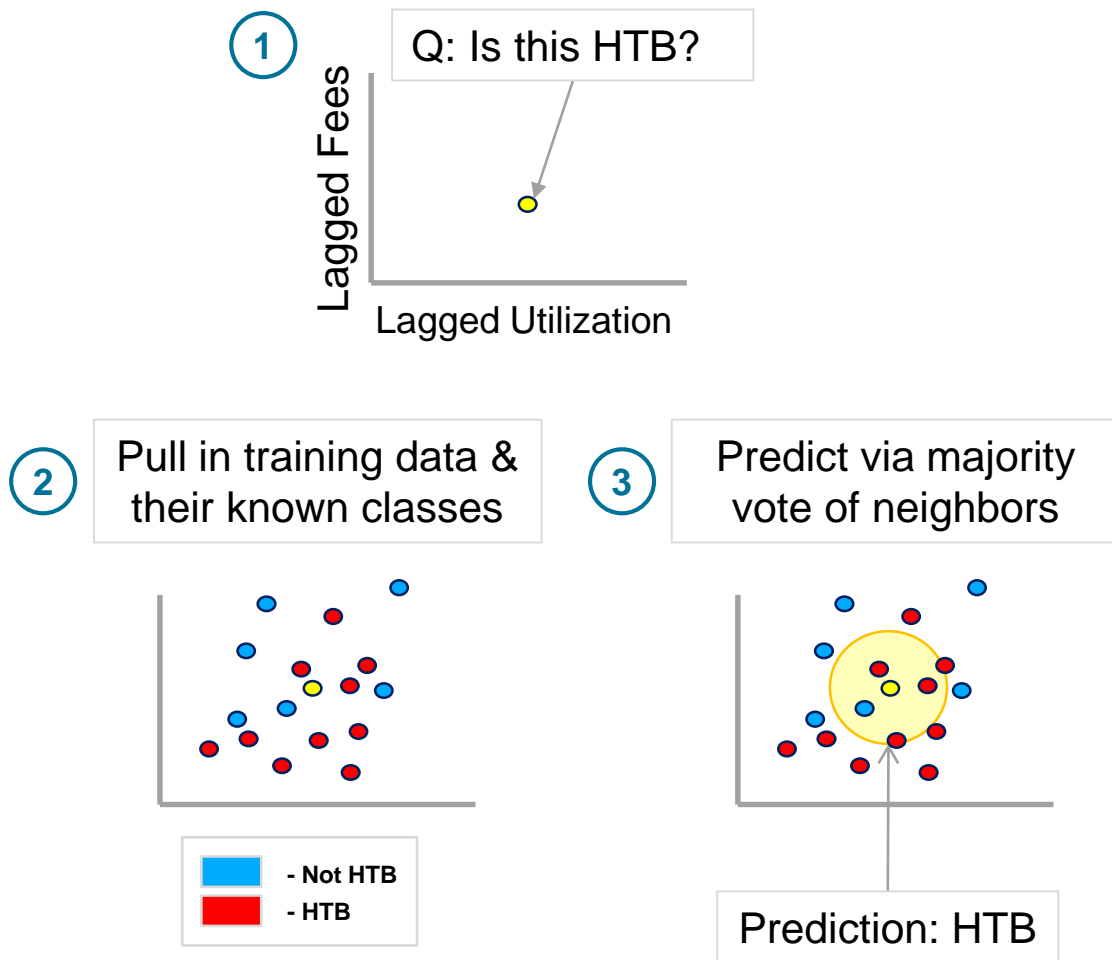 1
Q: Is this HTB?
Lagged Fees
Lagged Utilization
2
Pull in training data &
their known classes
3
Predict via majority
vote of neighbors
- Not HTB
- HTB
Prediction: HTB